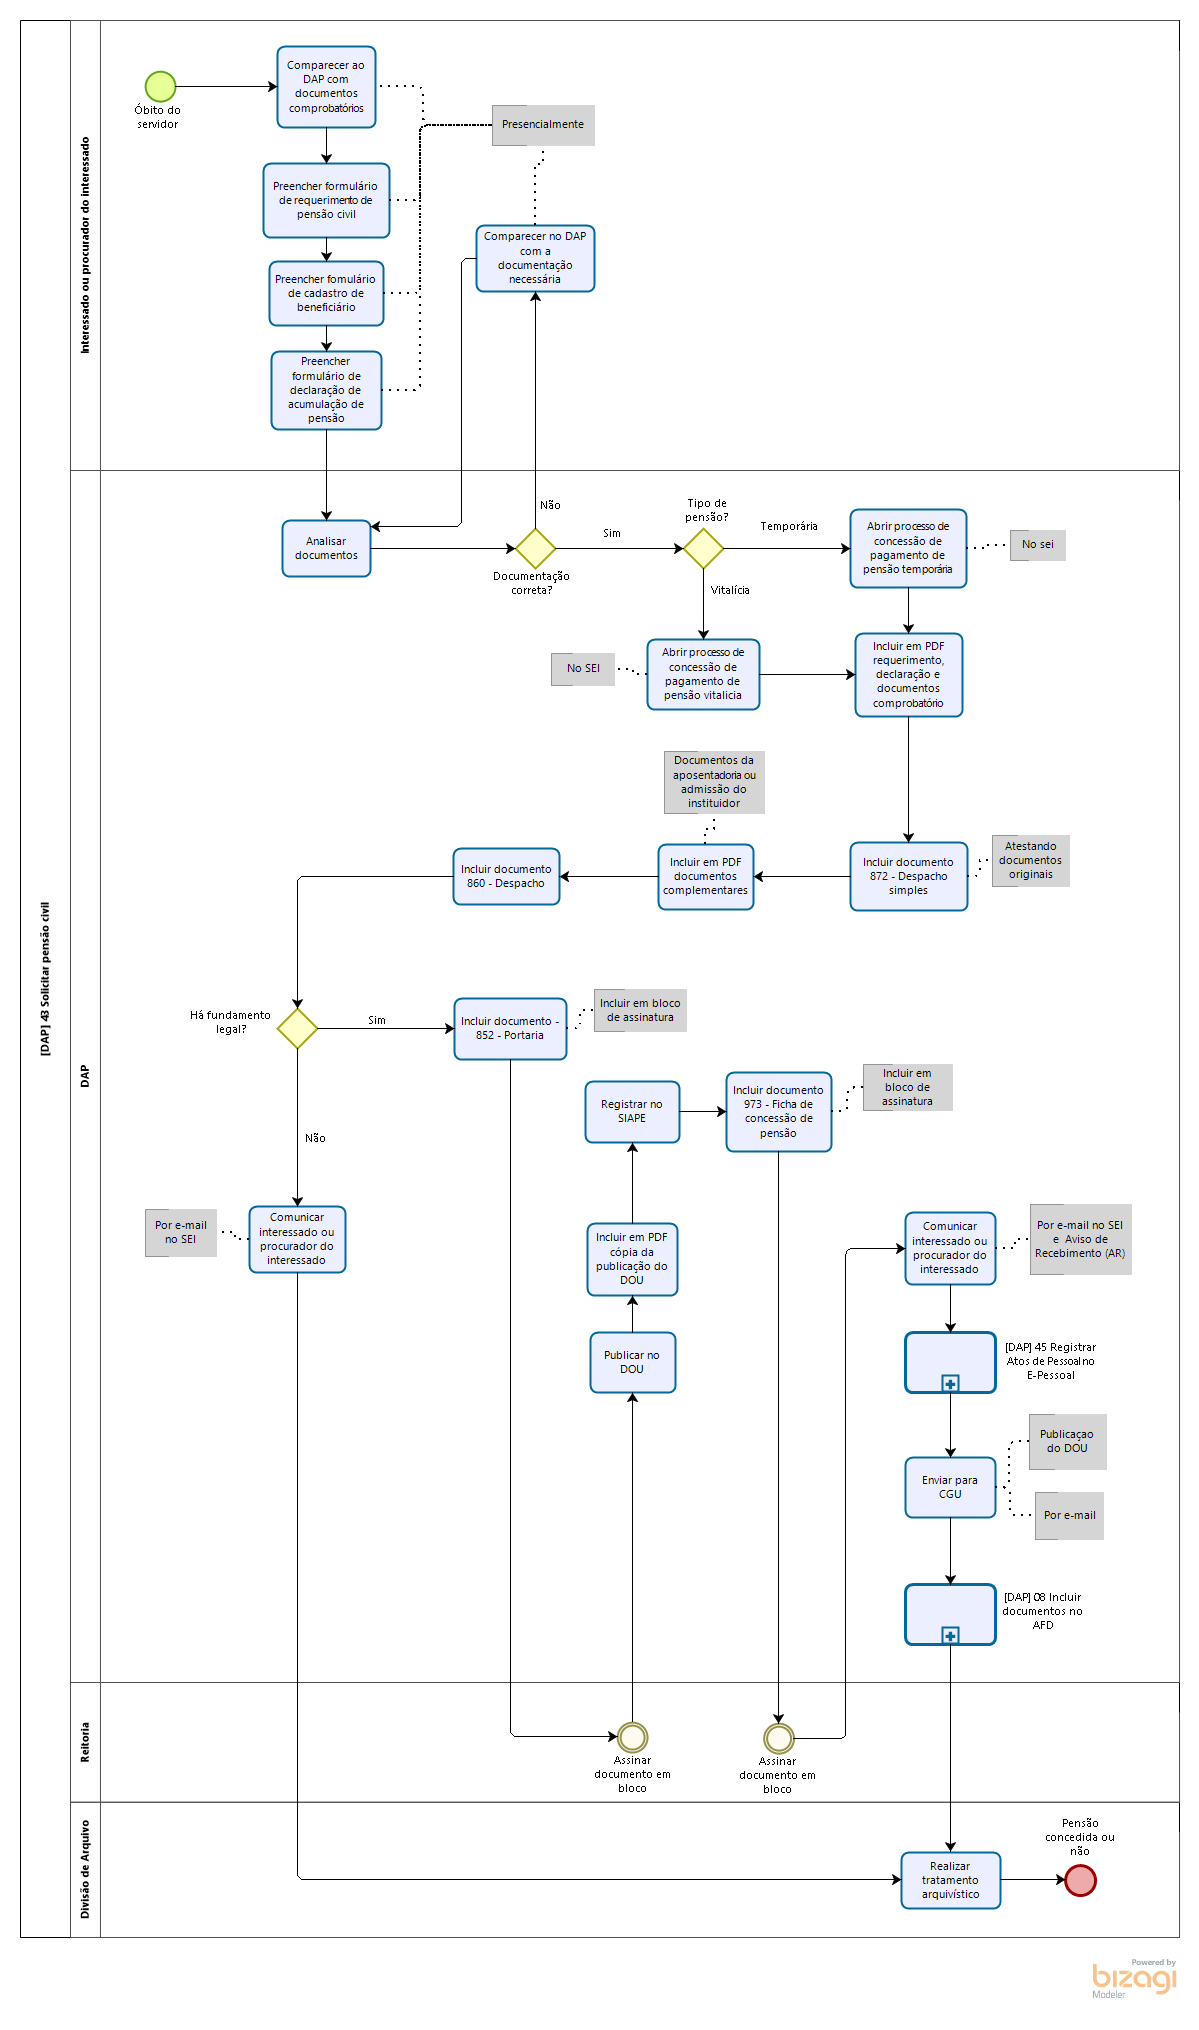 [DAP] 43 Solicitar pensão civil
Interessado ou procurador do interessado
Óbito do
servidor
Comparecer ao
DAP com
documentos
comprobatórios
Presencialmente
Preencher formulário
de requerimento de
pensão civil
Comparecer no DAP
com a
documentação
necessária
Preencher fomulário
de cadastro de
beneficiário
Preencher
formulário de
declaração de
acumulação de
pensão
DAP
Analisar
documentos
Não
Documentação
correta?
Sim
Tipo de
pensão?
Temporária
Vitalícia
Abrir processo de
concessão de
pagamento de
pensão temporária
No sei
No SEI
Abrir processo de
concessão de
pagamento de
pensão vitalicia
Incluir em PDF
requerimento,
declaração e
documentos
comprobatório
Documentos da
aposentadoria ou
admissão do
instituidor
Incluir documento
860 - Despacho
Incluir em PDF
documentos
complementares
Incluir documento
872 - Despacho
simples
Atestando
documentos
originais
Há fundamento
legal?
Sim
Incluir documento -
852 - Portaria
Incluir em bloco
de assinatura
Não
Registrar no
SIAPE
Incluir documento
973 - Ficha de
concessão de
pensão
Incluir em
bloco de
assinatura
Por e-mail
no SEI
Comunicar
interessado ou
procurador do
interessado
Incluir em PDF
cópia da
publicação do
DOU
Publicar no
DOU
Comunicar
interessado ou
procurador do
interessado
Por e-mail no SEI
e Aviso de
Recebimento (AR)
[DAP] 45 Registrar
Atos de Pessoal no
E-Pessoal
Enviar para
CGU
Publicaçao
do DOU
Por e-mail
[DAP] 08 Incluir
documentos no
AFD
Reitoria
Assinar
documento em
bloco
Assinar
documento em
bloco
Divisão de Arquivo
Realizar
tratamento
arquivístico
Pensão
concedida ou
não
Powered by
bizagi
Modeler